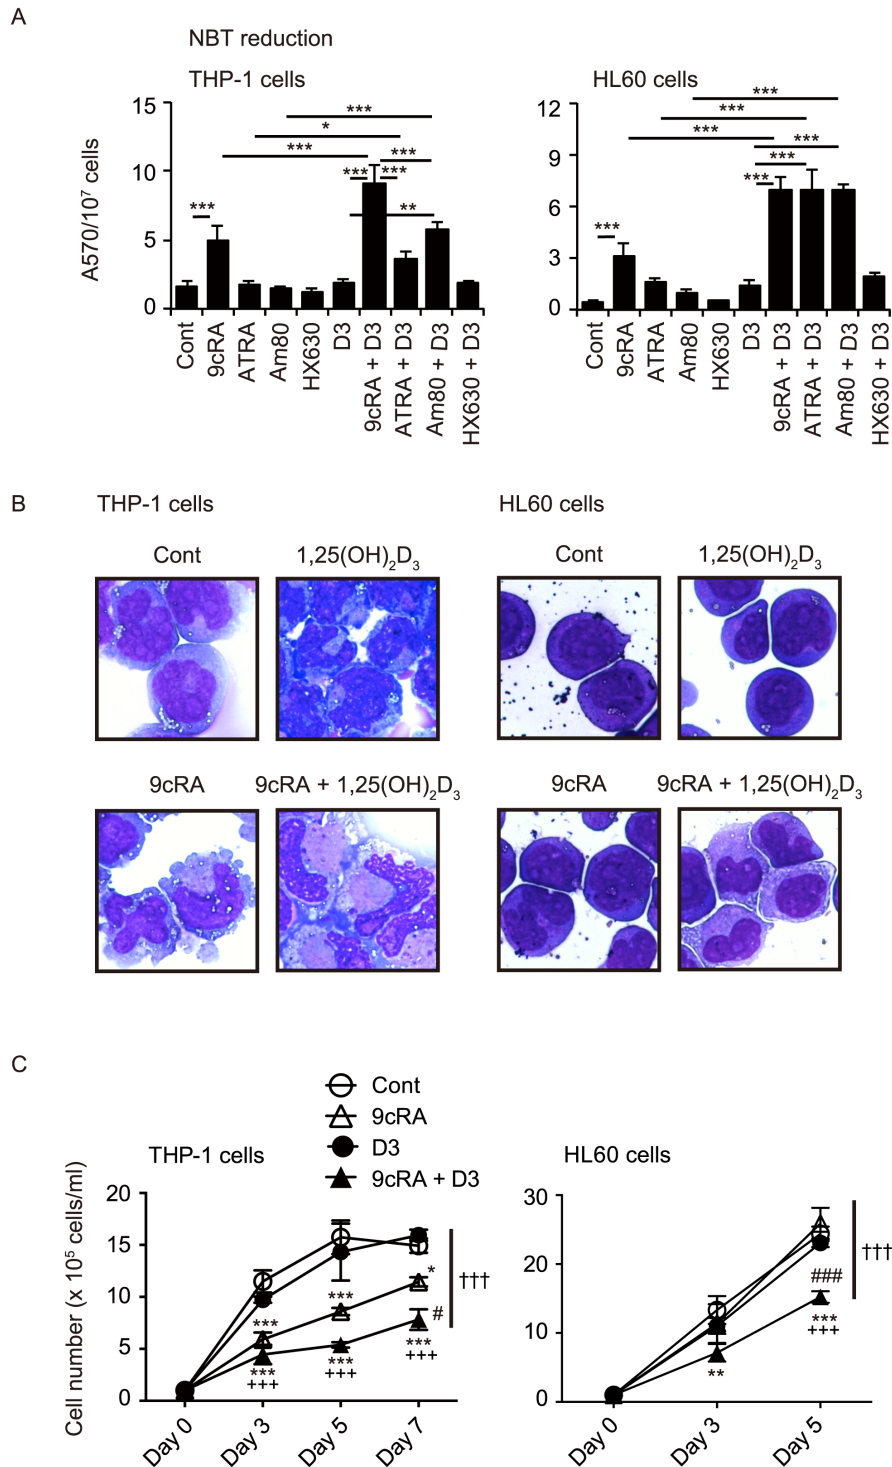 A
NBT reduction
THP-1 cells
HL60 cells
A570/10⁷ cells
15
10
5
0
***
***
*
***
***
***
***
**
Cont
9cRA
ATRA
Am80
HX630
D3
9cRA + D3
ATRA + D3
Am80 + D3
HX630 + D3
12
9
6
3
0
***
***
***
***
***
***
***
Cont
9cRA
ATRA
Am80
HX630
D3
9cRA + D3
ATRA + D3
Am80 + D3
HX630 + D3
B
THP-1 cells
HL60 cells
Cont
1,25(OH)₂D₃
Cont
1,25(OH)₂D₃
9cRA
9cRA + 1,25(OH)₂D₃
9cRA
9cRA + 1,25(OH)₂D₃
C
Cont
9cRA
D3
9cRA + D3
THP-1 cells
HL60 cells
Cell number (x 10⁵ cells/ml)
20
15
10
5
0
***
***
+++
***
***
+++
*
#
***
+++
†††
Day 0
Day 3
Day 5
Day 7
30
20
10
0
**
###
***
+++
†††
Day 0
Day 3
Day 5